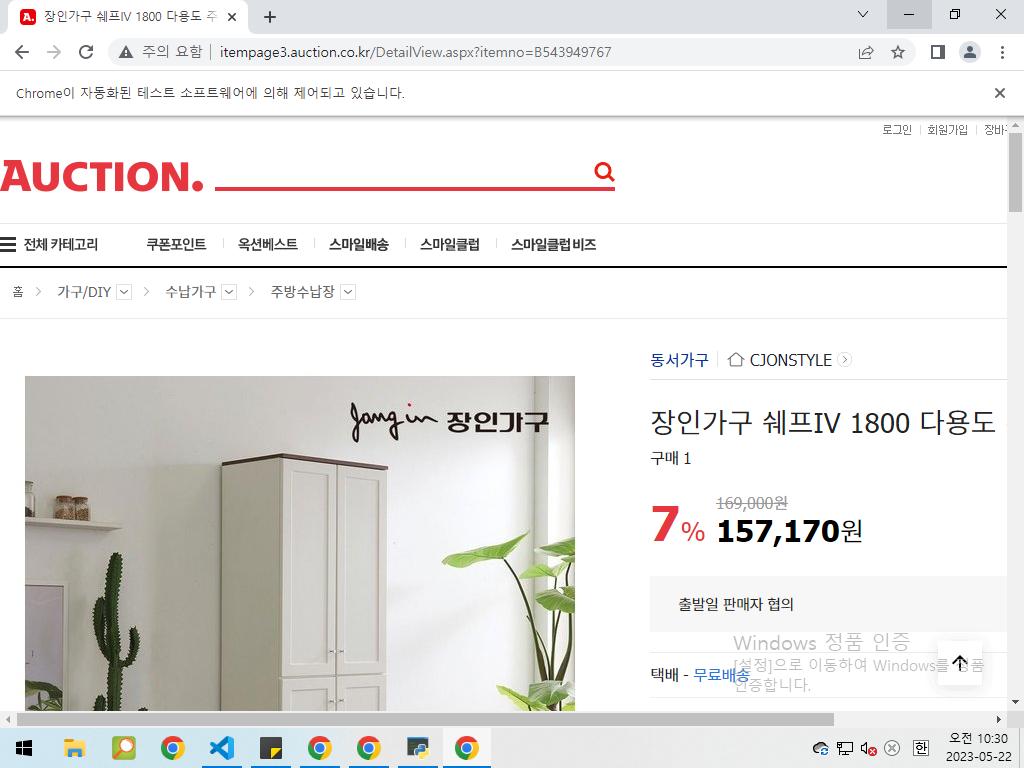 장인가구 쉐프IV 1800 다용도 주
주의 요함 | itempage3.auction.co.kr/DetailView.aspx?itemno=B543949767
Chrome이 자동화된 테스트 소프트웨어에 의해 제어되고 있습니다.
로그인 회원가입 장바
AUCTION.
전체 카테고리 쿠폰포인트 옥션베스트 스마일배송 스마일클럽 스마일클럽 비즈
홈 가구/DIY 수납가구 주방수납장
동서가구 CJONSTYLE
Jangin 장인가구
장인가구 쉐프IV 1800 다용도
구매 1
169,000원
7% 157,170원
출발일 판매자 협의
Windows 정품 인증
[설정]으로 이동하여 Windows를 정품
인증합니다.
택배 - 무료배송
한
오전 10:30
2023-05-22